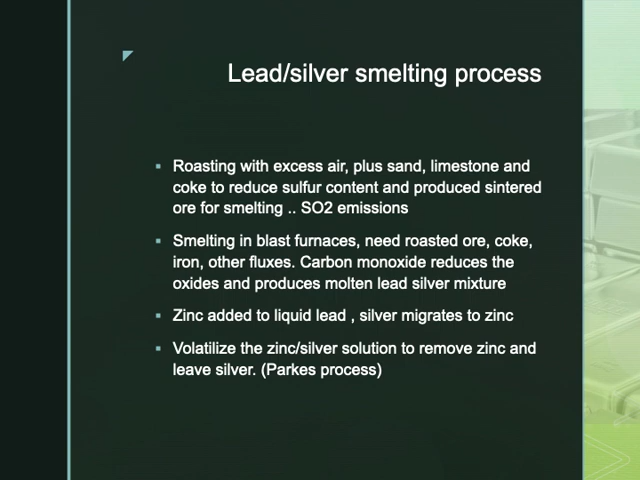 Lead/silver smelting process
▪ Roasting with excess air, plus sand, limestone and
coke to reduce sulfur content and produced sintered
ore for smelting .. SO2 emissions
▪ Smelting in blast furnaces, need roasted ore, coke,
iron, other fluxes. Carbon monoxide reduces the
oxides and produces molten lead silver mixture
▪ Zinc added to liquid lead , silver migrates to zinc
▪ Volatilize the zinc/silver solution to remove zinc and
leave silver. (Parkes process)